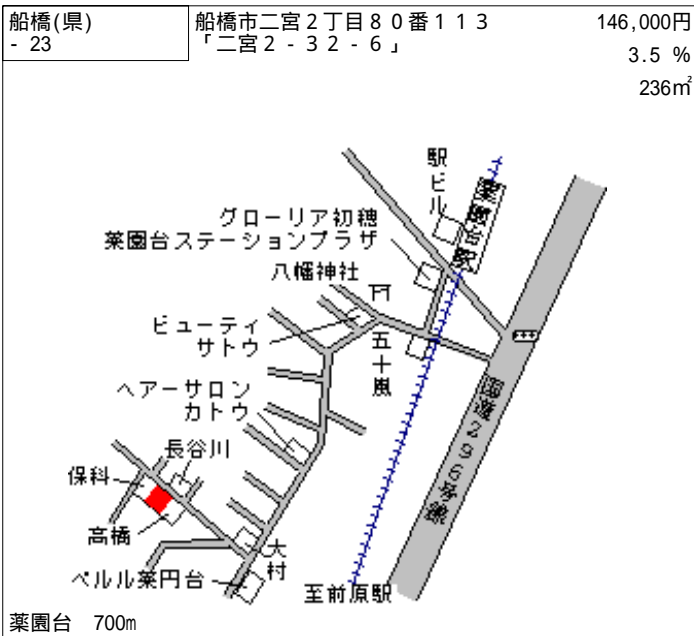 船橋(県)
- 23
船橋市二宮２丁目８０番１１３
「二宮２－３２－６」
146,000円
3.5 %
236㎡
駅ビル
薬園台駅
グローリア初穂
薬園台ステーションプラザ
八幡神社
ビューティ
サトウ
五十嵐
ヘアーサロン
カトウ
国道２９６号線
長谷川
保科
高橋
大村
ベルル薬円台
至前原駅
薬園台　700m